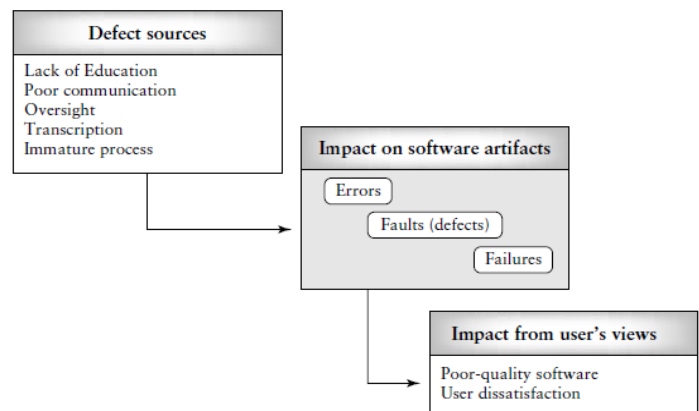 Defect sources
Lack of Education
Poor communication
Oversight
Transcription
Immature process
Impact on software artifacts
Errors
Faults (defects)
Failures
Impact from user's views
Poor-quality software
User dissatisfaction